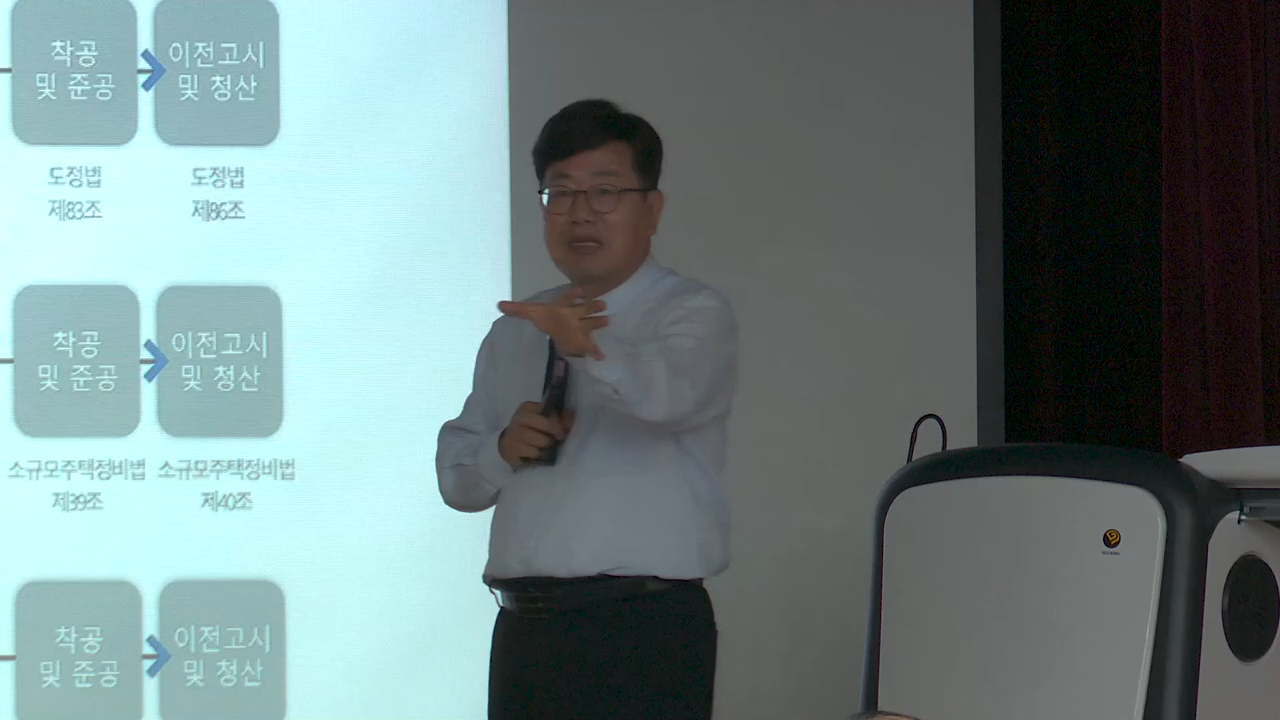 착공
및 준공
이전고시
및 청산
도정법
제83조
도정법
제86조
착공
및 준공
이전고시
및 청산
소규모주택정비법
제39조
소규모주택정비법
제40조
착공
및 준공
이전고시
및 청산